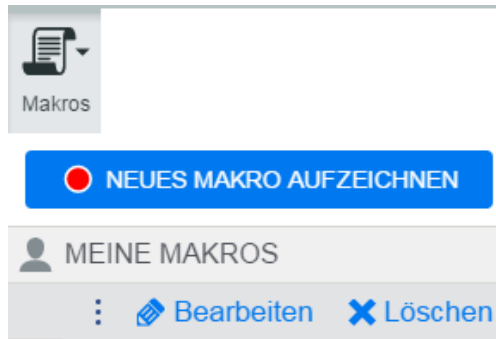 Makros
NEUES MAKRO AUFZEICHNEN
MEINE MAKROS
Bearbeiten Löschen